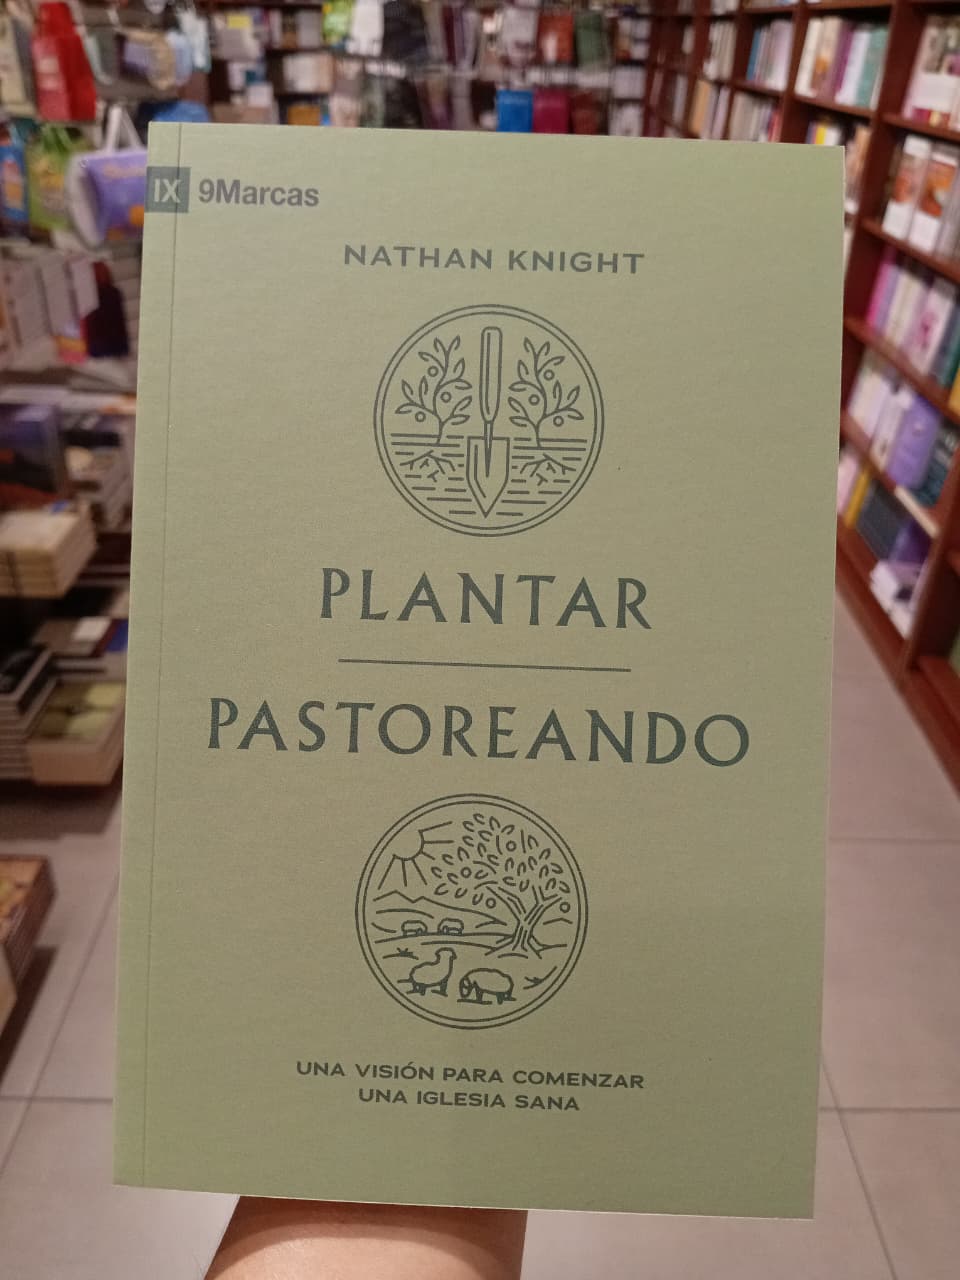 IX 9Marcas
NATHAN KNIGHT
PLANTAR
PASTOREANDO
UNA VISIÓN PARA COMENZAR
UNA IGLESIA SANA